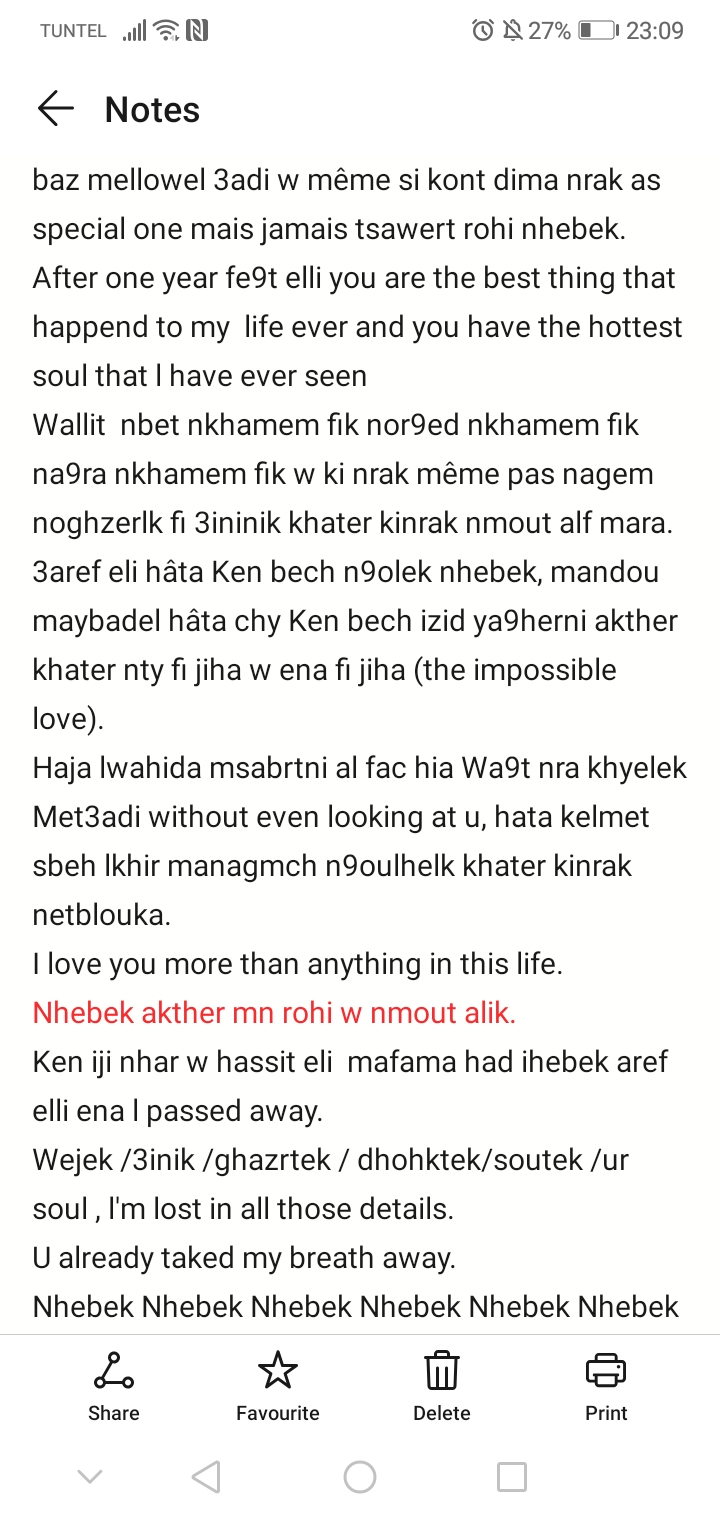 TUNTEL 27% 23:09
Notes
baz mellowel 3adi w même si kont dima nrak as
special one mais jamais tsawert rohi nhebek.
After one year fe9t elli you are the best thing that
happend to my  life ever and you have the hottest
soul that I have ever seen
Wallit  nbet nkhamem fik nor9ed nkhamem fik
na9ra nkhamem fik w ki nrak même pas nagem
noghzerlk fi 3ininik khater kinrak nmout alf mara.
3aref eli hâta Ken bech n9olek nhebek, mandou
maybadel hâta chy Ken bech izid ya9herni akther
khater nty fi jiha w ena fi jiha (the impossible
love).
Haja lwahida msabrtni al fac hia Wa9t nra khyelek
Met3adi without even looking at u, hata kelmet
sbeh lkhir managmch n9oulhelk khater kinrak
netblouka.
I love you more than anything in this life.
Nhebek akther mn rohi w nmout alik.
Ken iji nhar w hassit eli  mafama had ihebek aref
elli ena I passed away.
Wejek /3inik /ghazrtek / dhohktek/soutek /ur
soul , I'm lost in all those details.
U already taked my breath away.
Nhebek Nhebek Nhebek Nhebek Nhebek Nhebek
Share Favourite Delete Print